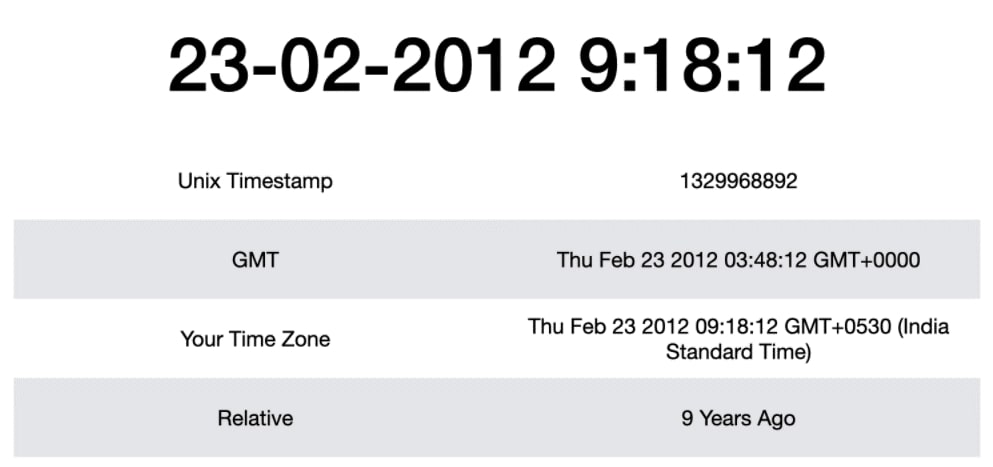 23-02-2012 9:18:12
Unix Timestamp 1329968892
GMT Thu Feb 23 2012 03:48:12 GMT+0000
Your Time Zone Thu Feb 23 2012 09:18:12 GMT+0530 (India
Standard Time)
Relative 9 Years Ago